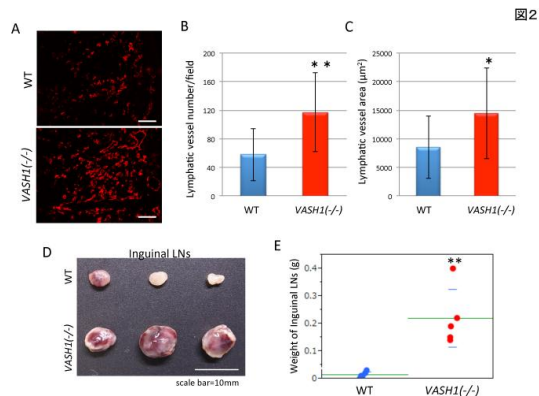 図2
A
WT
VASH1(-/-)
B
Lymphatic vessel number/field
200
160
120
80
40
0
**
WT
VASH1(-/-)
C
Lymphatic vessel area (μm²)
25000
20000
15000
10000
5000
0
*
WT
VASH1(-/-)
D
Inguinal LNs
WT
VASH1(-/-)
scale bar=10mm
E
Weight of Inguinal LNs (g)
0.4
0.3
0.2
0.1
0
**
WT
VASH1(-/-)